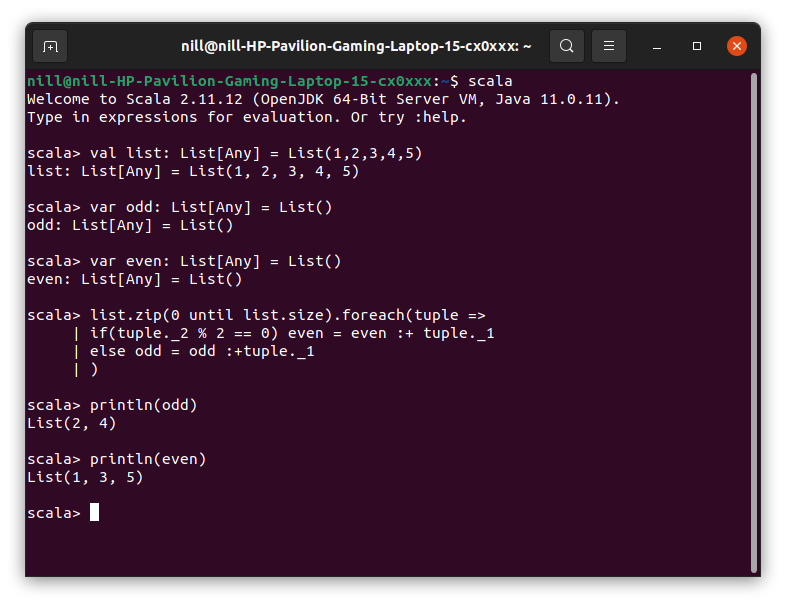 nill@nill-HP-Pavilion-Gaming-Laptop-15-cx0xxx: ~
nill@nill-HP-Pavilion-Gaming-Laptop-15-cx0xxx:~$ scala
Welcome to Scala 2.11.12 (OpenJDK 64-Bit Server VM, Java 11.0.11).
Type in expressions for evaluation. Or try :help.
scala> val list: List[Any] = List(1,2,3,4,5)
list: List[Any] = List(1, 2, 3, 4, 5)
scala> var odd: List[Any] = List()
odd: List[Any] = List()
scala> var even: List[Any] = List()
even: List[Any] = List()
scala> list.zip(0 until list.size).foreach(tuple =>
     | if(tuple._2 % 2 == 0) even = even :+ tuple._1
     | else odd = odd :+tuple._1
     | )
scala> println(odd)
List(2, 4)
scala> println(even)
List(1, 3, 5)
scala>